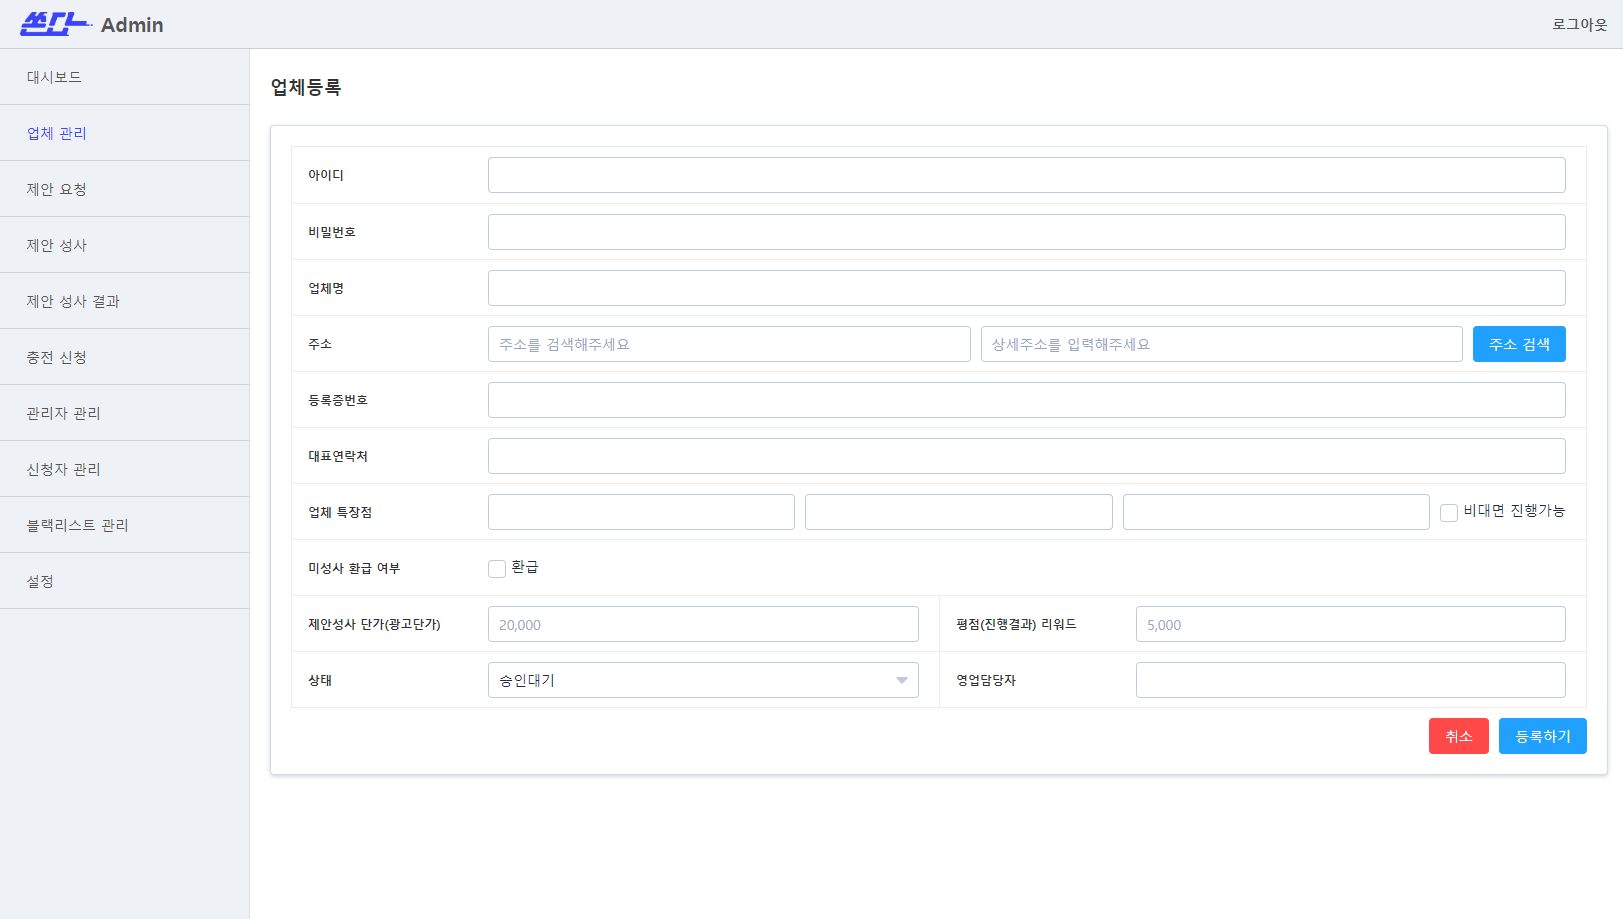 쏜다 Admin
로그아웃
대시보드
업체 관리
제안 요청
제안 성사
제안 성사 결과
충전 신청
관리자 관리
신청자 관리
블랙리스트 관리
설정
업체등록
아이디
비밀번호
업체명
주소 주소를 검색해주세요 상세주소를 입력해주세요 주소 검색
등록증번호
대표연락처
업체 특장점 비대면 진행가능
미성사 환급 여부 환급
제안성사 단가(광고단가) 20,000 평점(진행결과) 리워드 5,000
상태 승인대기 영업담당자
취소 등록하기